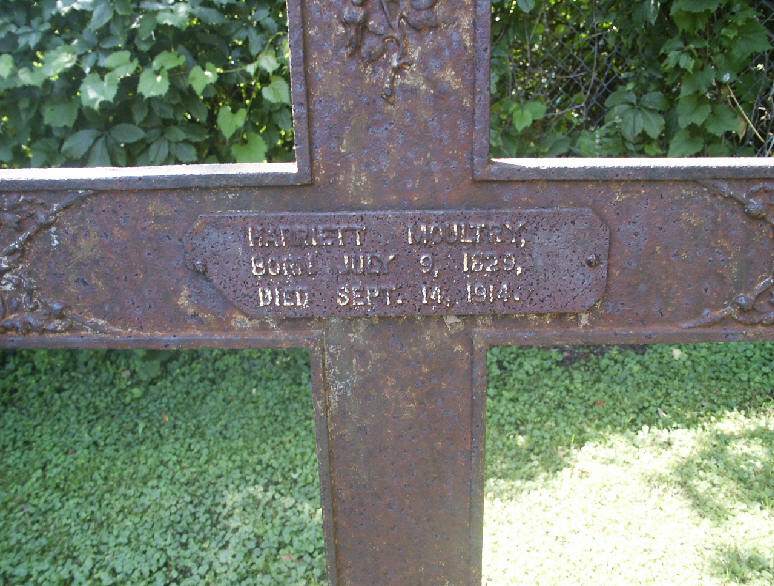 HARRIETT MOULTRY,
BORN JULY 9, 1829,
DIED SEPT. 14, 1914.